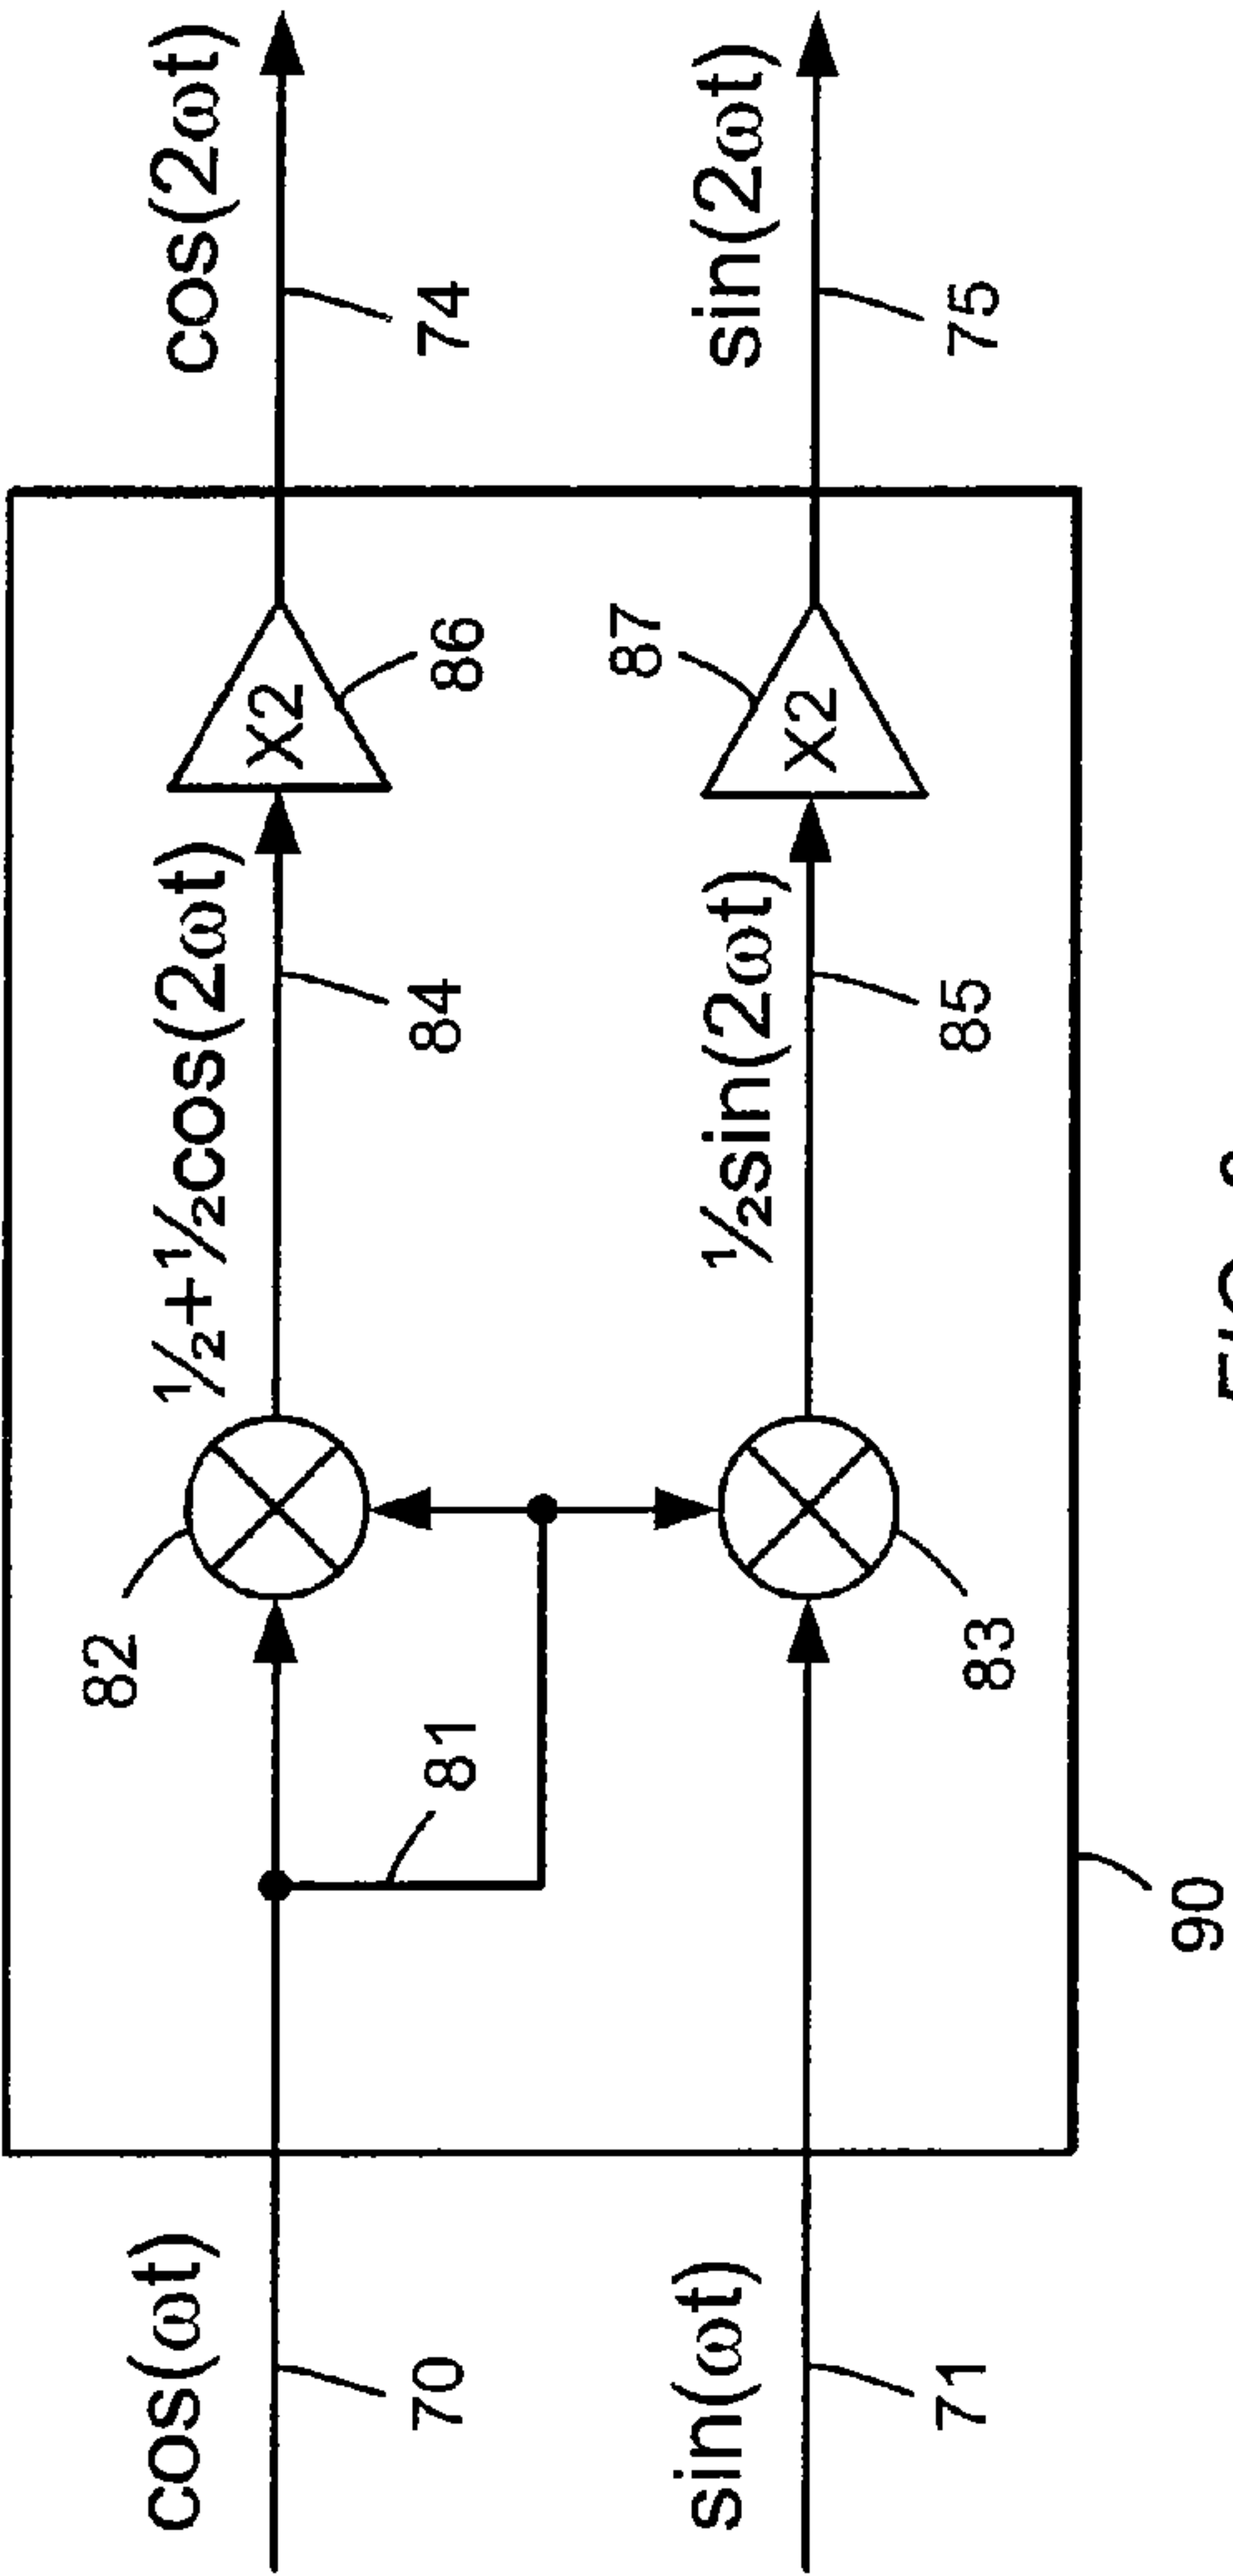 cos(ωt)
70
82
81
½+½cos(2ωt)
84
X2
86
cos(2ωt)
74
sin(ωt)
71
83
½sin(2ωt)
85
X2
87
sin(2ωt)
75
90